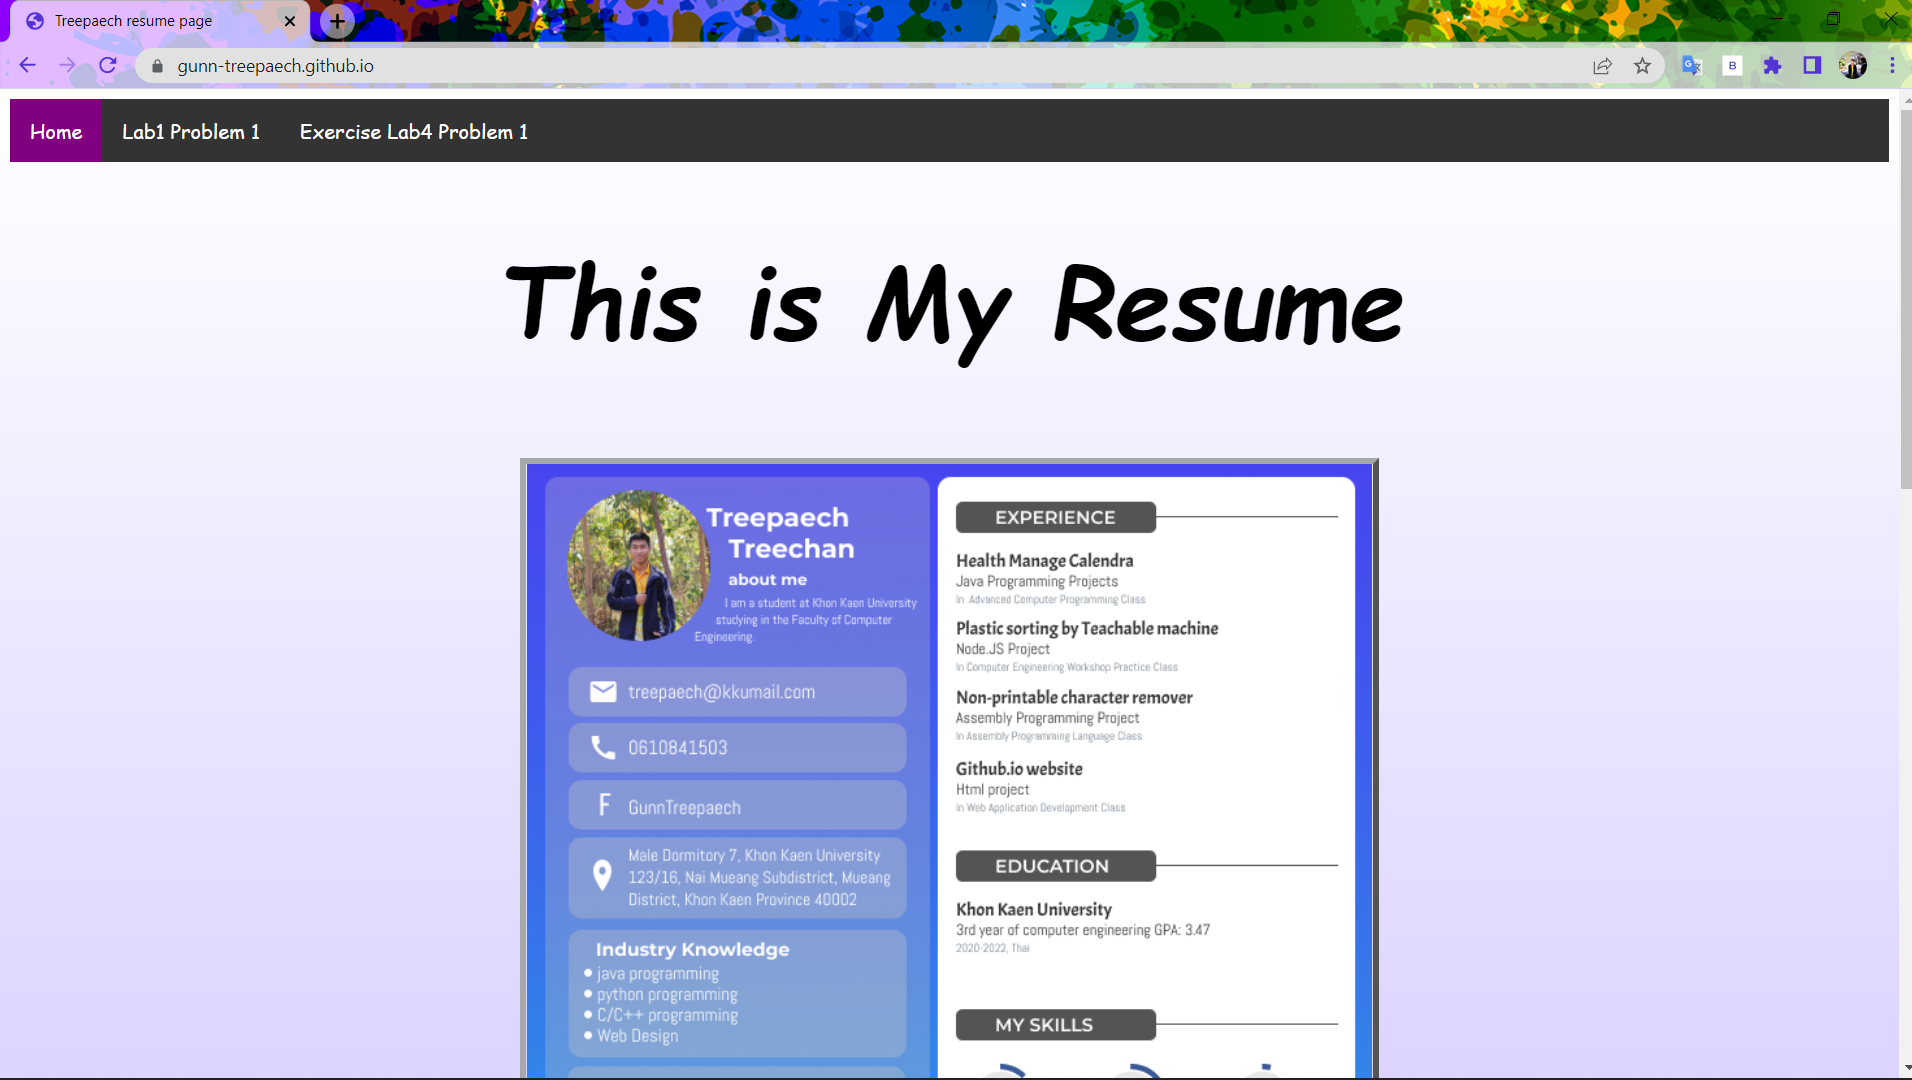 Treepaech resume page
gunn-treepaech.github.io
Home Lab1 Problem 1 Exercise Lab4 Problem 1
This is My Resume
Treepaech
Treechan
about me
I am a student at Khon Kaen University
studying in the Faculty of Computer
Engineering.
treepaech@kkumail.com
0610841503
F GunnTreepaech
Male Dormitory 7, Khon Kaen University
123/16, Nai Mueang Subdistrict, Mueang
District, Khon Kaen Province 40002
Industry Knowledge
java programming
python programming
C/C++ programming
Web Design
EXPERIENCE
Health Manage Calendra
Java Programming Projects
In Advanced Computer Programming Class
Plastic sorting by Teachable machine
Node.JS Project
In Computer Engineering Workshop Practice Class
Non-printable character remover
Assembly Programming Project
In Assembly Programming Language Class
Github.io website
Html project
In Web Application Development Class
EDUCATION
Khon Kaen University
3rd year of computer engineering GPA: 3.47
2020-2022, Thai
MY SKILLS